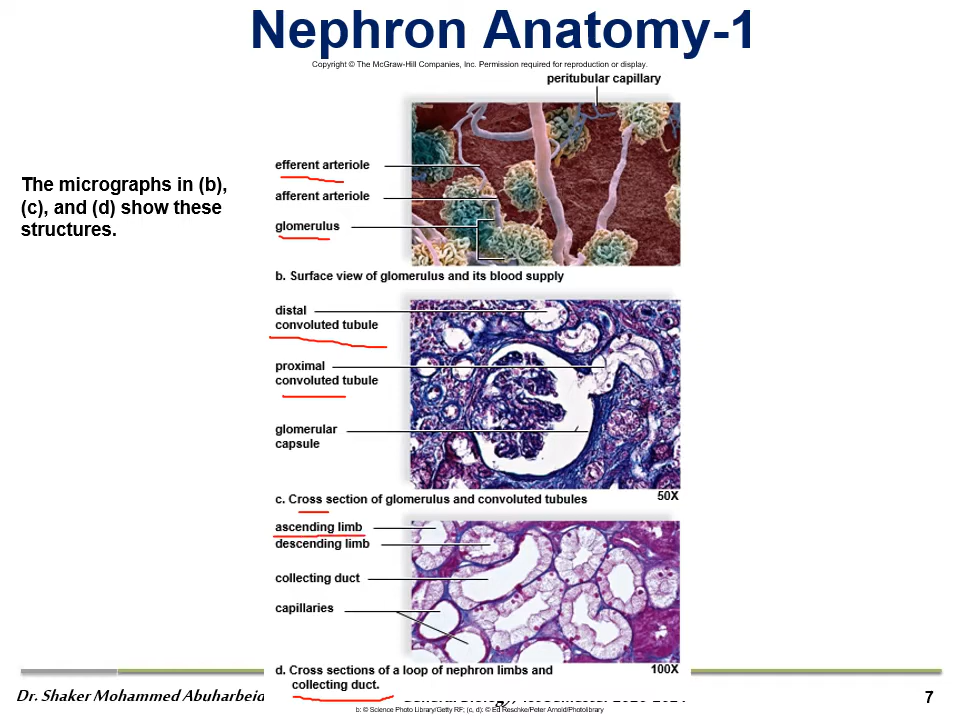 Nephron Anatomy-1
Copyright © The McGraw-Hill Companies, Inc. Permission required for reproduction or display.
peritubular capillary
The micrographs in (b),
(c), and (d) show these
structures.
efferent arteriole
afferent arteriole
glomerulus
b. Surface view of glomerulus and its blood supply
distal
convoluted tubule
proximal
convoluted tubule
glomerular
capsule
c. Cross section of glomerulus and convoluted tubules
50X
ascending limb
descending limb
collecting duct
capillaries
d. Cross sections of a loop of nephron limbs and
collecting duct.
100X
Dr. Shaker Mohammed Abuharbeid
7
b: © Science Photo Library/Getty RF; (c, d): © Ed Reschke/Peter Arnold/Photolibrary